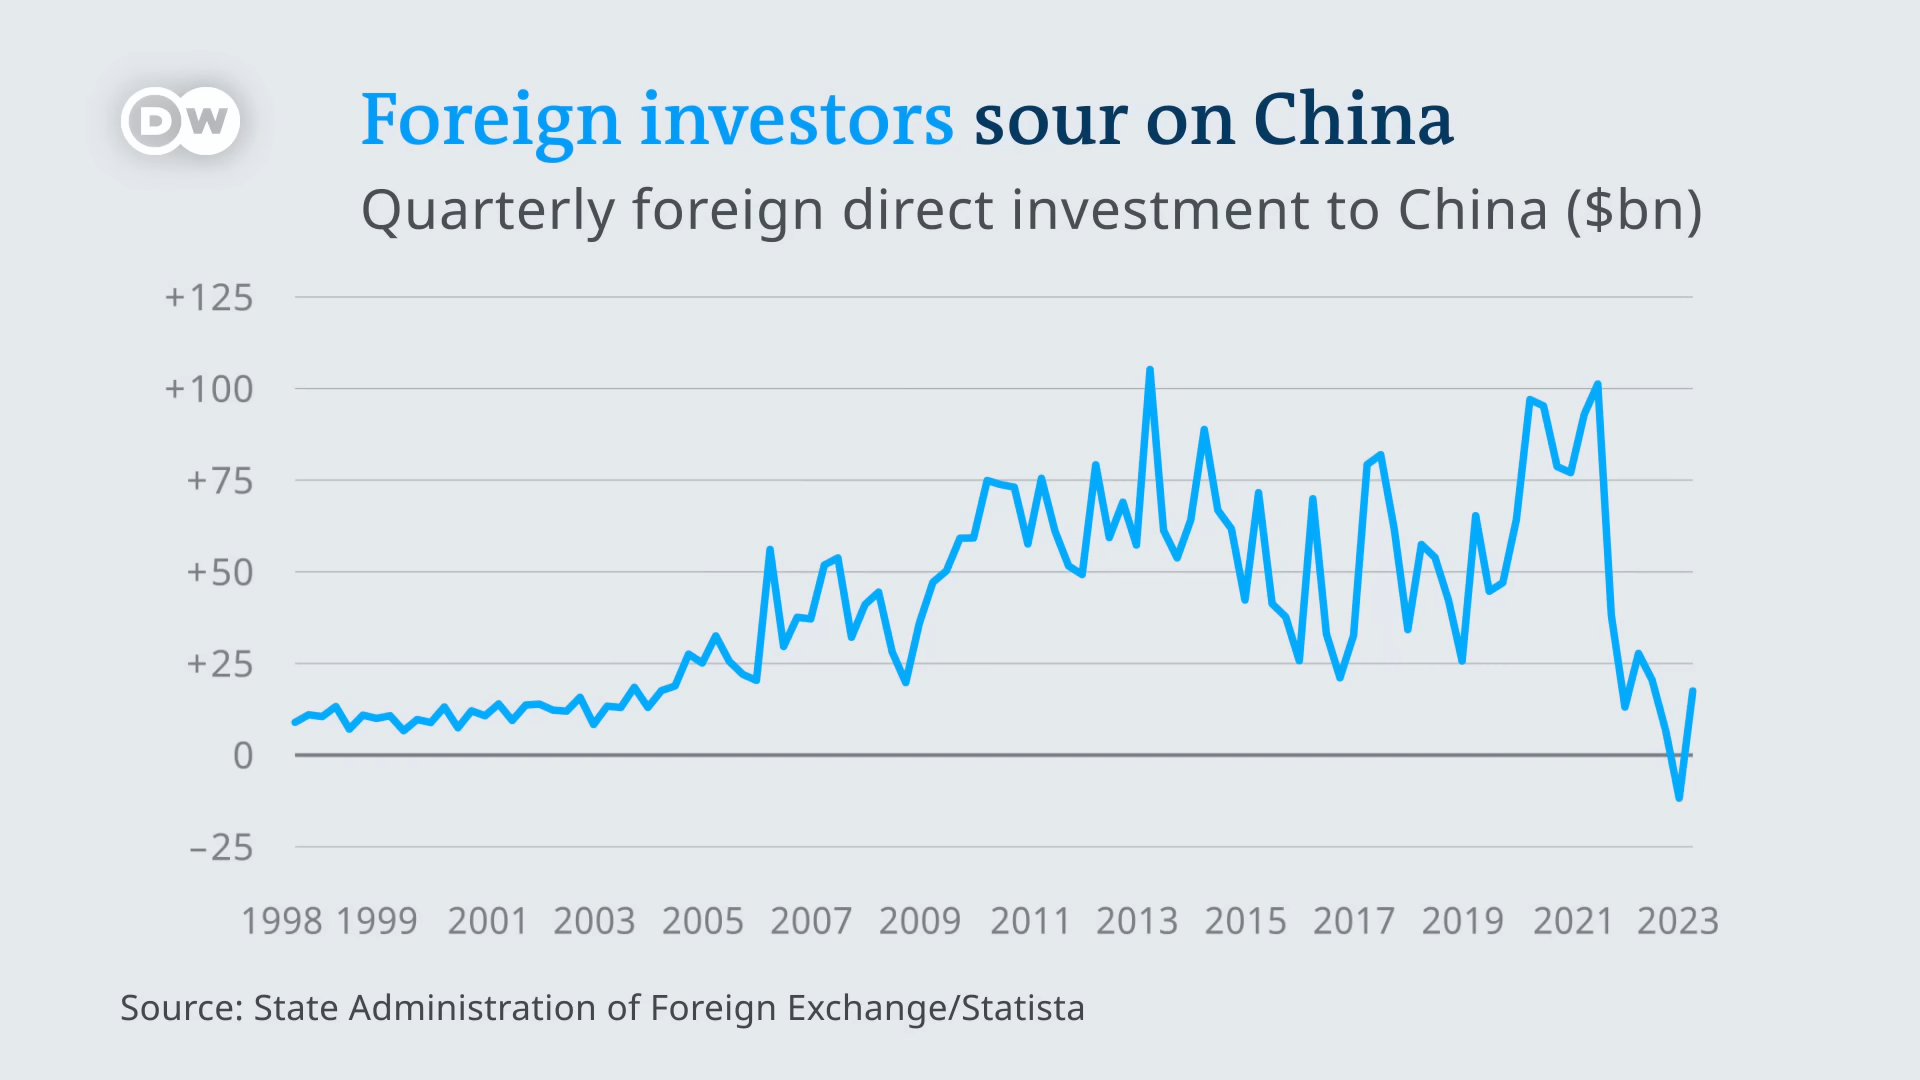 DW
Foreign investors sour on China
Quarterly foreign direct investment to China ($bn)
+125
+100
+75
+50
+25
0
–25
1998 1999 2001 2003 2005 2007 2009 2011 2013 2015 2017 2019 2021 2023
Source: State Administration of Foreign Exchange/Statista